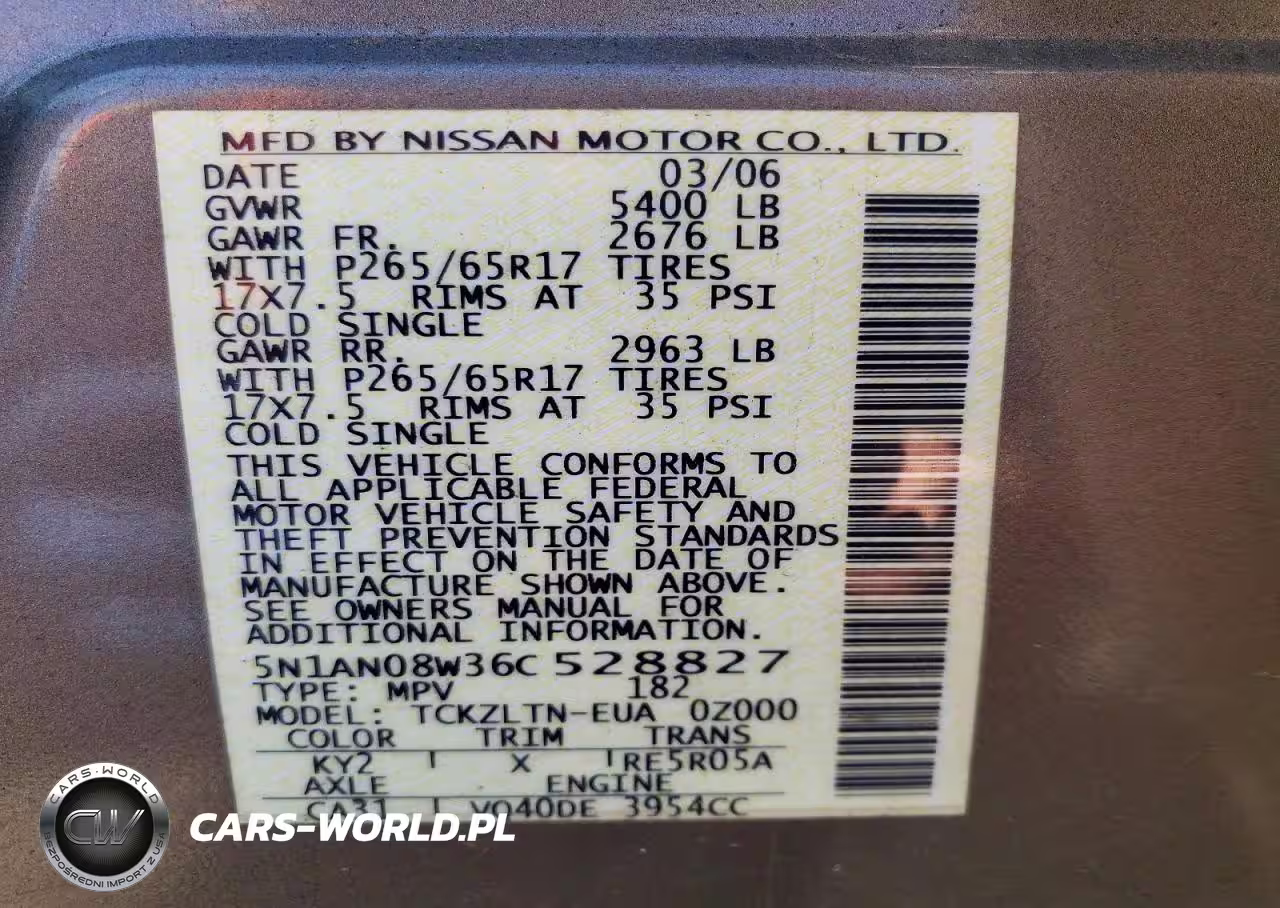 MFD BY NISSAN MOTOR CO., LTD.
DATE 03/06
GVWR 5400 LB
GAWR FR. 2676 LB
WITH P265/65R17 TIRES
17X7.5 RIMS AT 35 PSI
COLD SINGLE
GAWR RR. 2963 LB
WITH P265/65R17 TIRES
17X7.5 RIMS AT 35 PSI
COLD SINGLE
THIS VEHICLE CONFORMS TO
ALL APPLICABLE FEDERAL
MOTOR VEHICLE SAFETY AND
THEFT PREVENTION STANDARDS
IN EFFECT ON THE DATE OF
MANUFACTURE SHOWN ABOVE.
SEE OWNERS MANUAL FOR
ADDITIONAL INFORMATION.
5N1AN08W36C528827
TYPE: MPV 182
MODEL: TCKZLTN-EUA 0Z000
COLOR TRIM TRANS
KY2 X RE5R05A
AXLE ENGINE
CA31 VQ40DE 3954CC
CARS-WORLD
CW
BEZPOŚREDNI IMPORT Z USA
CARS-WORLD.PL